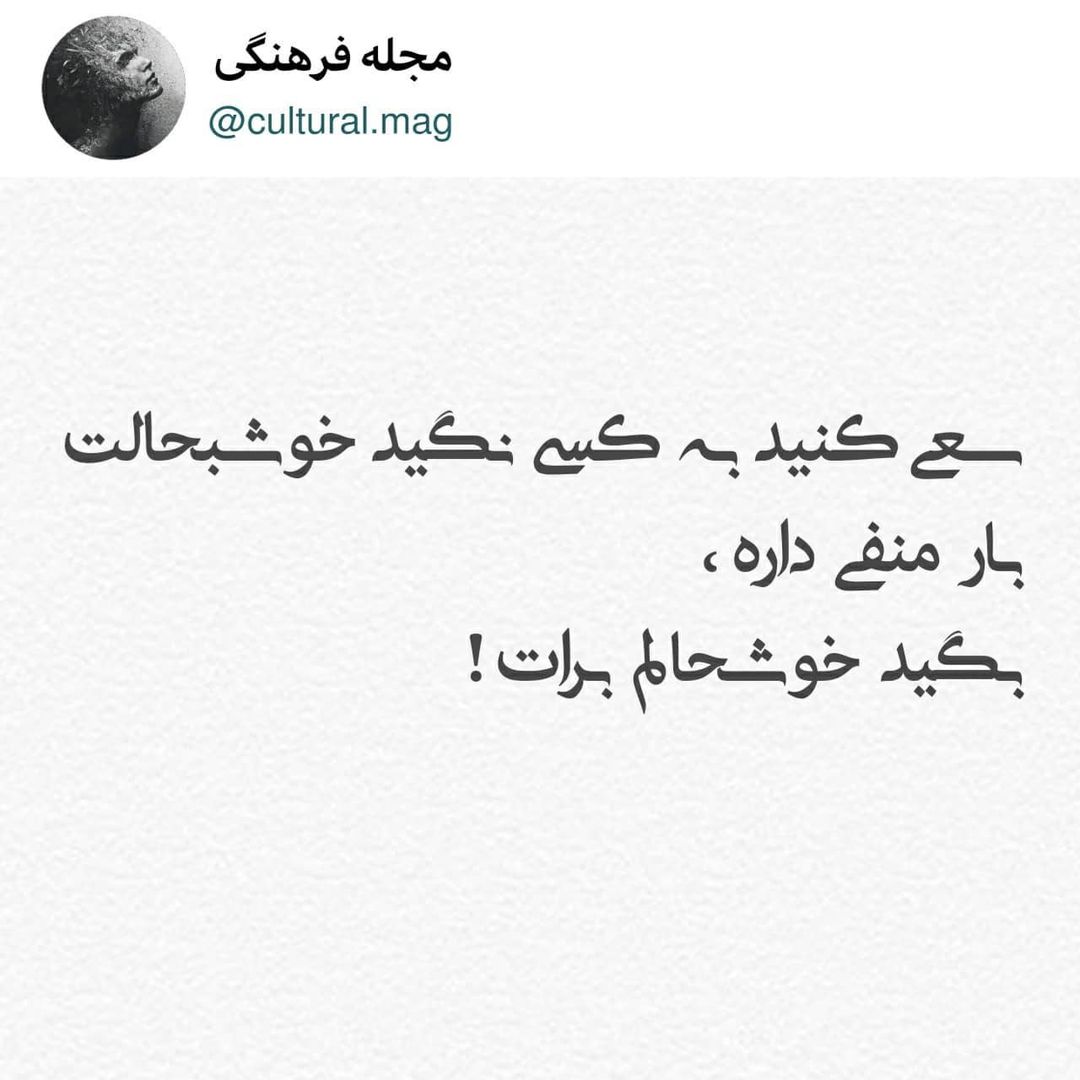 مجله فرهنگی
@cultural.mag
سعی کنید به کسی نگید خوشبحالت
بار منفی داره ،
بگید خوشحالم برات !